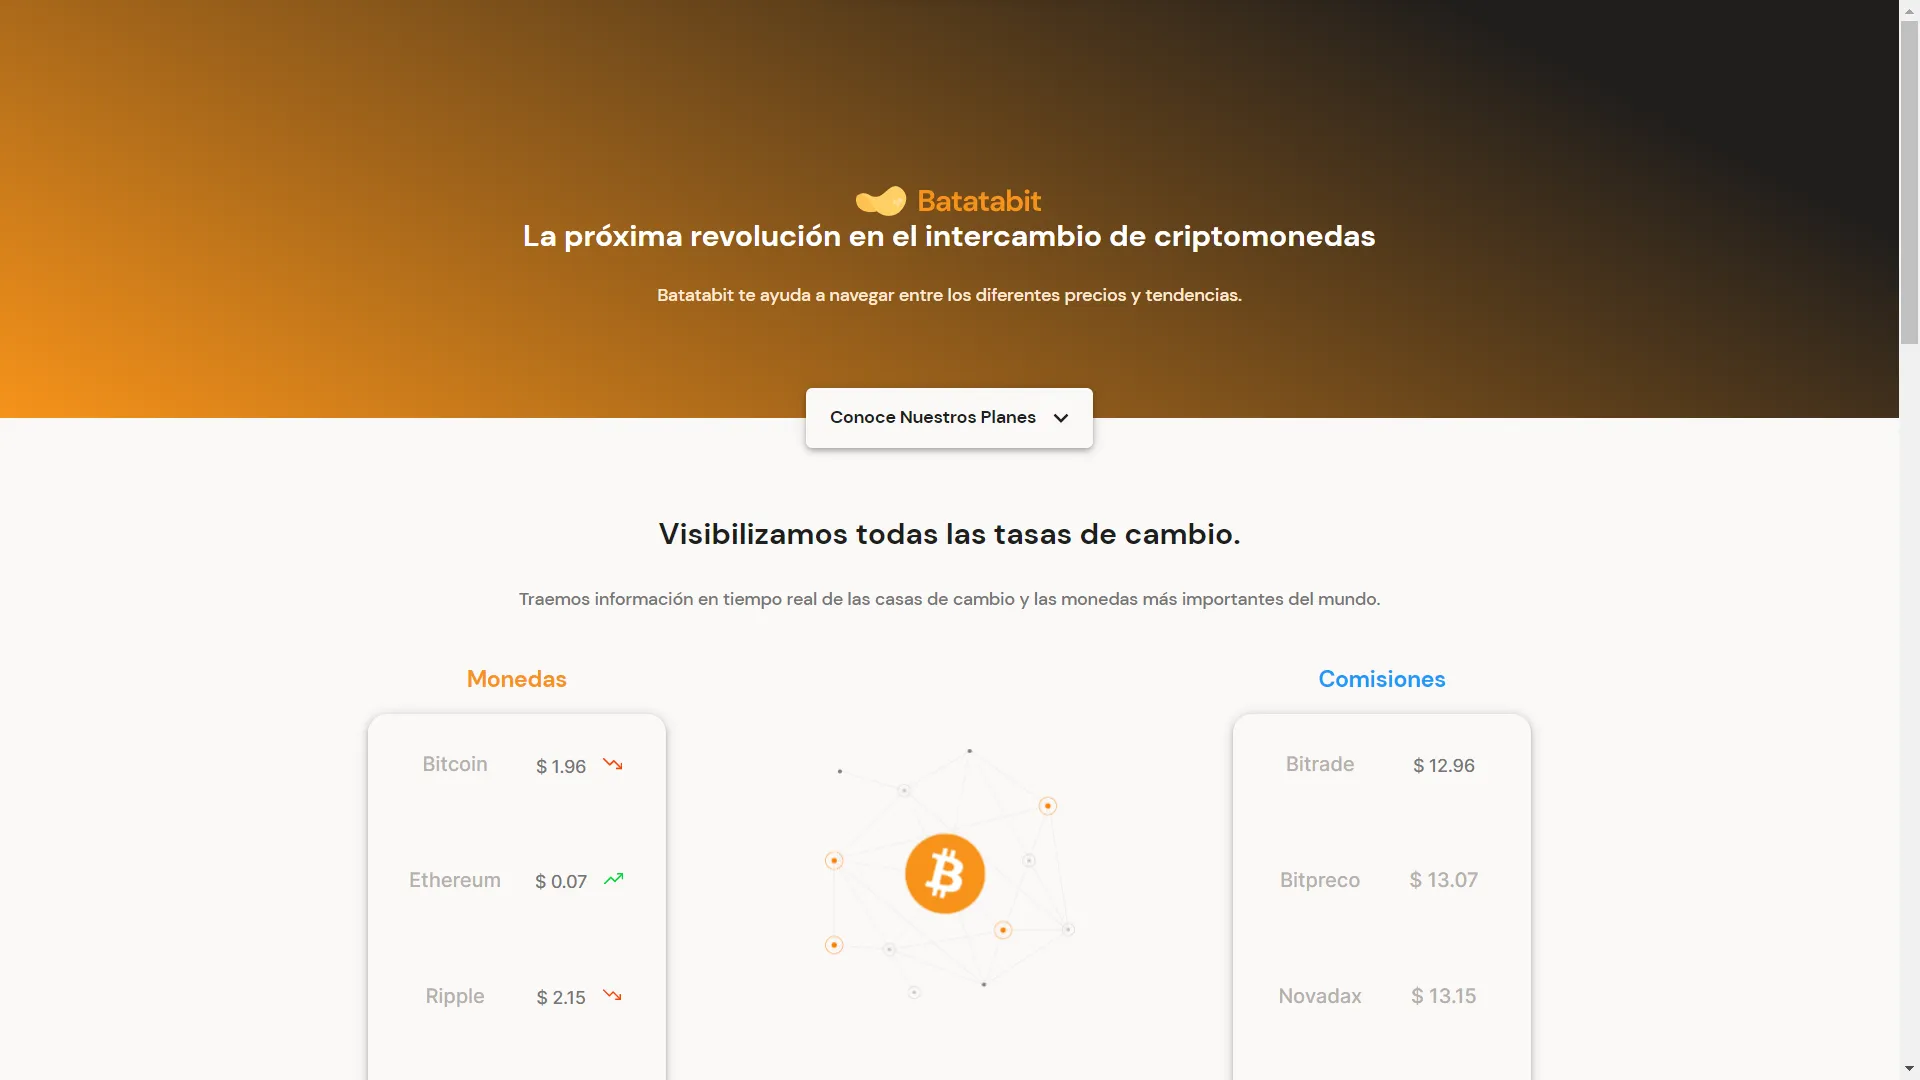 Batatabit
La próxima revolución en el intercambio de criptomonedas
Batatabit te ayuda a navegar entre los diferentes precios y tendencias.
Conoce Nuestros Planes
Visibilizamos todas las tasas de cambio.
Traemos información en tiempo real de las casas de cambio y las monedas más importantes del mundo.
Monedas
Bitcoin $ 1.96
Ethereum $ 0.07
Ripple $ 2.15
Comisiones
Bitrade $ 12.96
Bitpreco $ 13.07
Novadax $ 13.15